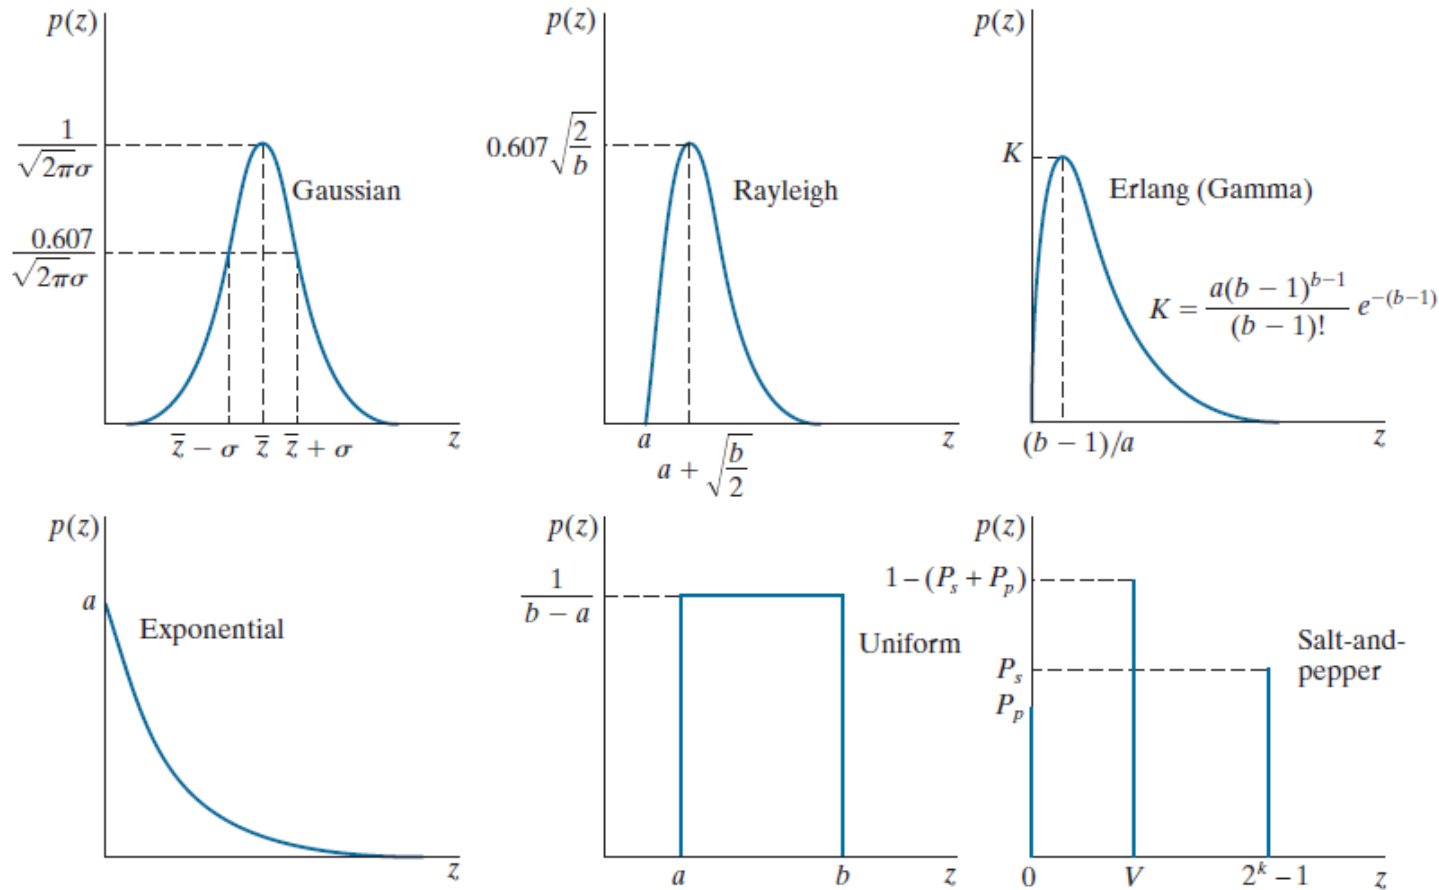 p(z)
1
√2πσ
Gaussian
0.607
√2πσ
z̄ − σ z̄ z̄ + σ
z
p(z)
0.607 √2/b
Rayleigh
a
a + √b/2
z
p(z)
K
Erlang (Gamma)
K = a(b − 1)^{b−1} / (b − 1)! e^{−(b−1)}
(b − 1)/a
z
p(z)
a
Exponential
z
p(z)
1
b − a
Uniform
a b z
p(z)
1 – (P_s + P_p)
Salt-and-
pepper
P_s
P_p
0 V 2^k – 1 z